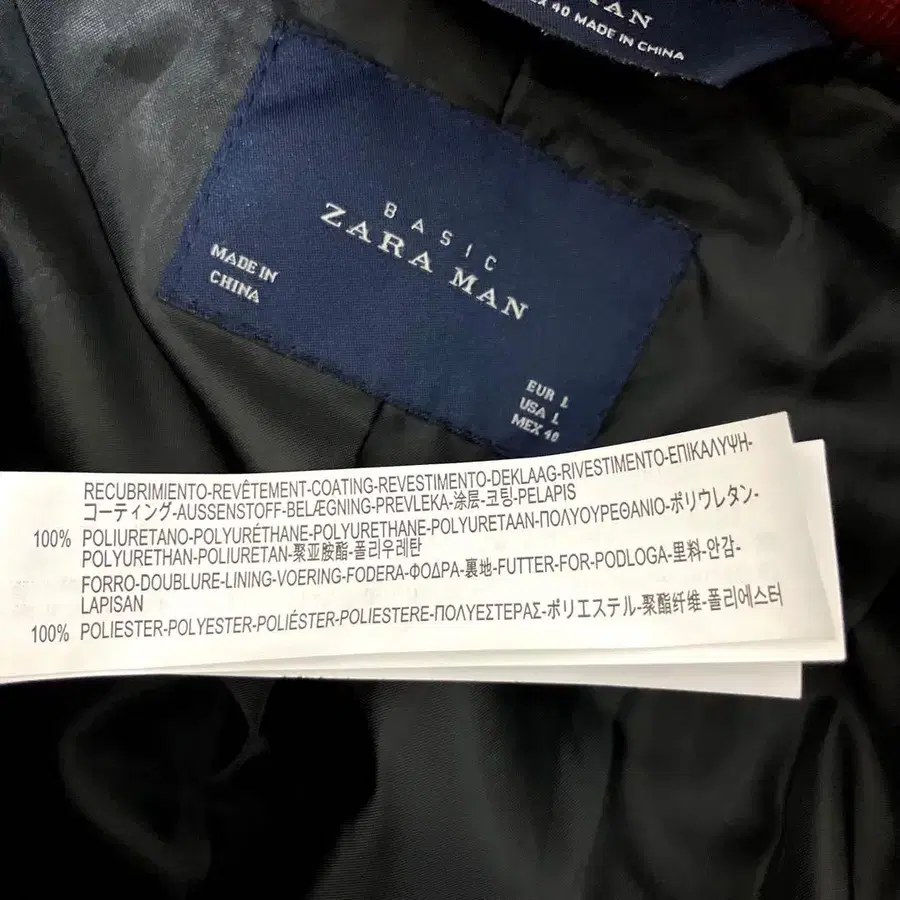 MAN
EX 40 MADE IN CHINA
BASIC
ZARA MAN
MADE IN
CHINA
EUR L
USA L
MEX 40
RECUBRIMIENTO-REVÊTEMENT-COATING-REVESTIMENTO-DEKLAAG-RIVESTIMENTO-ΕΠΙΚΑΛΥΨΗ-
コーティング-AUSSENSTOFF-BELÆGNING-PREVLEKA-涂层-코팅-PELAPIS
100% POLIURETANO-POLYURÉTHANE-POLYURETHANE-POLYURETAAN-ΠΟΛΥΟΥΡΕΘΑΝΙΟ-ポリウレタン-
POLYURETHAN-POLIURETAN-聚亚胺酯-폴리우레탄
FORRO-DOUBLURE-LINING-VOERING-FODERA-ΦΟΔΡΑ-裏地-FUTTER-FOR-PODLOGA-里料-안감-
LAPISAN
100% POLIESTER-POLYESTER-POLIÉSTER-POLIESTERE-ΠΟΛΥΕΣΤΕΡΑΣ-ポリエステル-聚酯纤维-폴리에스터